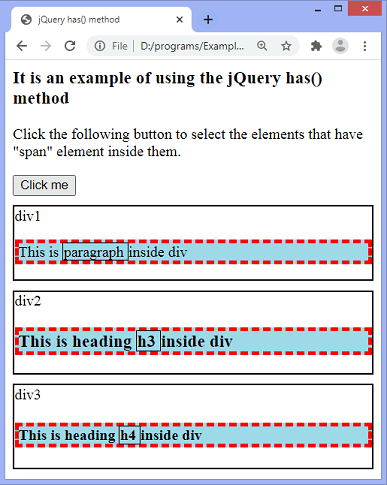 jQuery has() method
File | D:/programs/Exampl...
It is an example of using the jQuery has()
method
Click the following button to select the elements that have
"span" element inside them.
Click me
div1
This is paragraph inside div
div2
This is heading h3 inside div
div3
This is heading h4 inside div